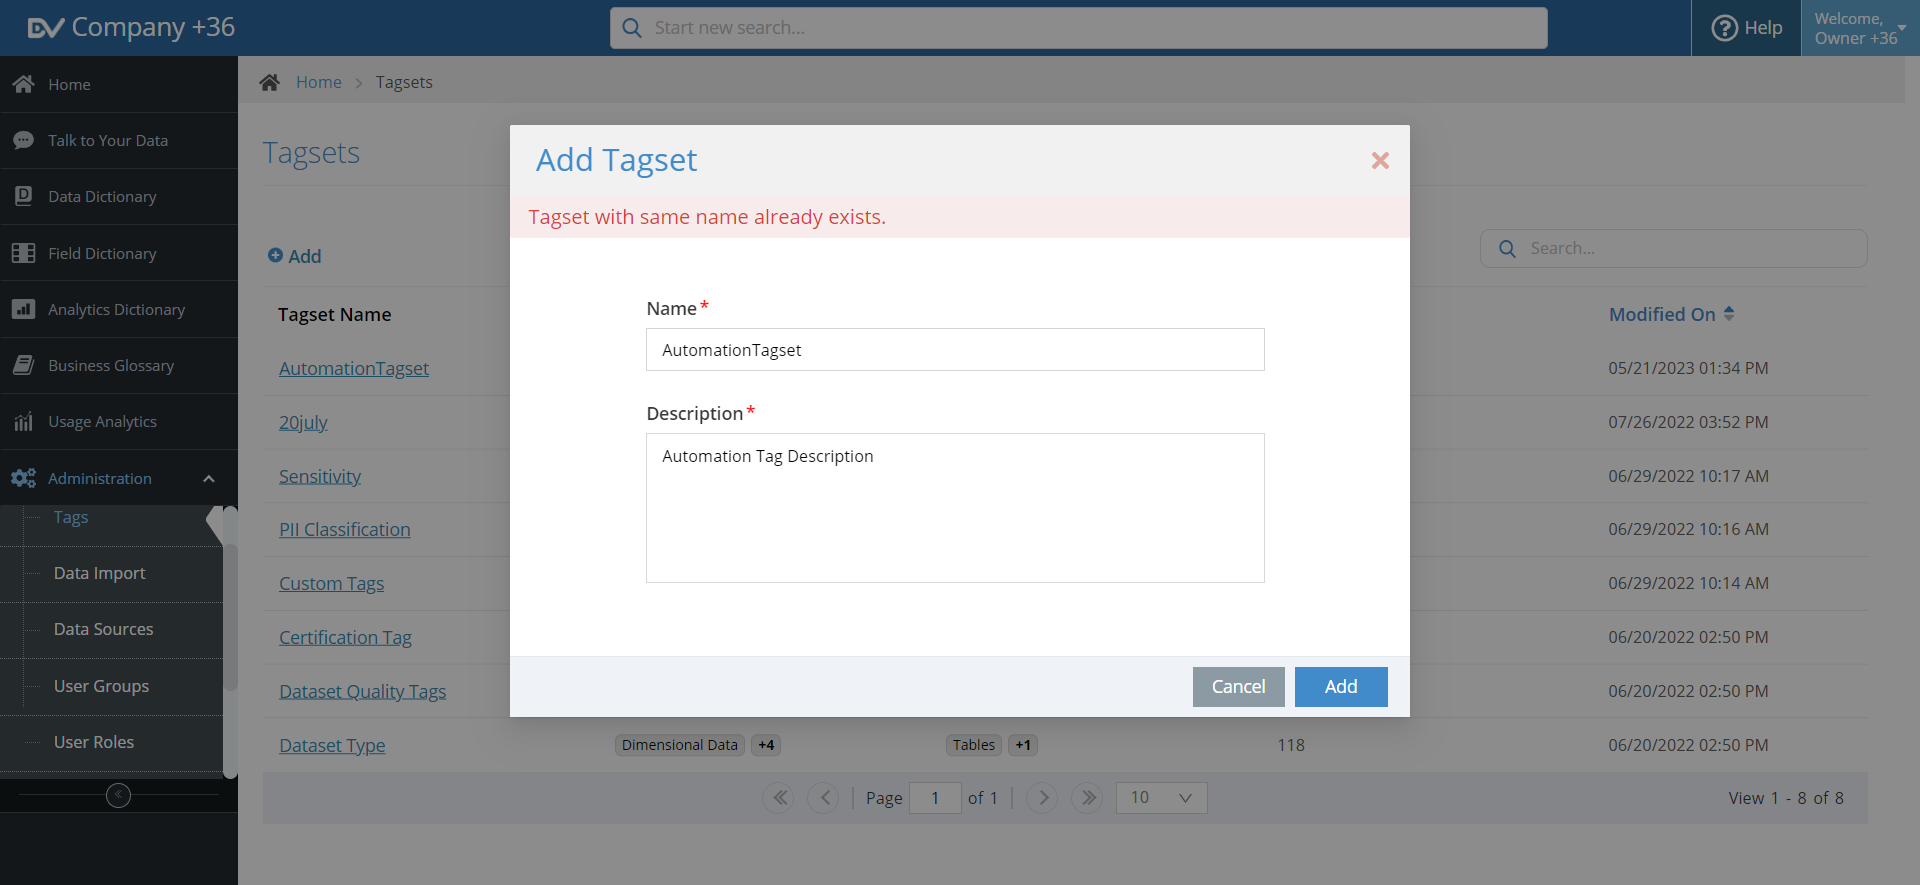 DV Company +36
Start new search...
Help
Welcome,
Owner +36
Home
Talk to Your Data
Data Dictionary
Field Dictionary
Analytics Dictionary
Business Glossary
Usage Analytics
Administration
Tags
Data Import
Data Sources
User Groups
User Roles
Home > Tagsets
Tagsets
Add
Search...
Tagset Name
Modified On
AutomationTagset
05/21/2023 01:34 PM
20july
07/26/2022 03:52 PM
Sensitivity
06/29/2022 10:17 AM
PII Classification
06/29/2022 10:16 AM
Custom Tags
06/29/2022 10:14 AM
Certification Tag
06/20/2022 02:50 PM
Dataset Quality Tags
06/20/2022 02:50 PM
Dataset Type
Dimensional Data +4
Tables +1
118
06/20/2022 02:50 PM
Page 1 of 1
10
View 1 - 8 of 8
Add Tagset
Tagset with same name already exists.
Name*
AutomationTagset
Description*
Automation Tag Description
Cancel
Add